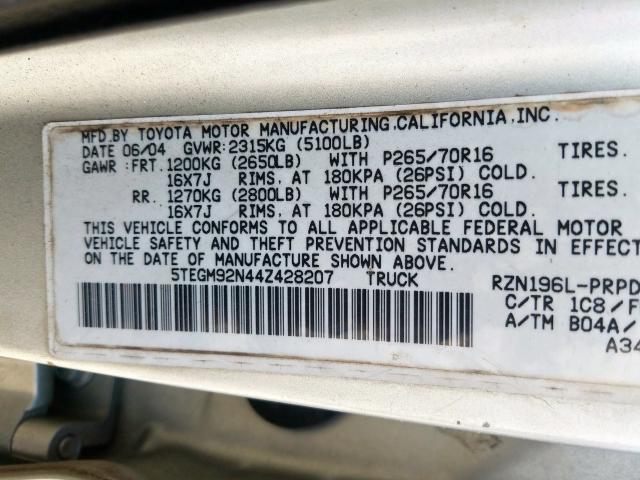 MFD.BY TOYOTA MOTOR MANUFACTURING,CALIFORNIA,INC.
DATE 06/04 GVWR:2315KG (5100LB)
GAWR :FRT.1200KG (2650LB) WITH P265/70R16 TIRES.
16X7J RIMS. AT 180KPA (26PSI) COLD.
RR. 1270KG (2800LB) WITH P265/70R16 TIRES.
16X7J RIMS. AT 180KPA (26PSI) COLD.
THIS VEHICLE CONFORMS TO ALL APPLICABLE FEDERAL MOTOR
VEHICLE SAFETY AND THEFT PREVENTION STANDARDS IN EFFECT
ON THE DATE OF MANUFACTURE SHOWN ABOVE.
5TEGM92N44Z428207 TRUCK RZN196L-PRPD
C/TR 1C8/F
A/TM B04A/
A34